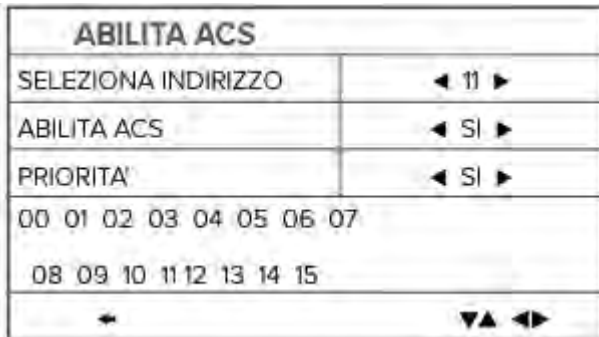 ABILITA ACS
SELEZIONA INDIRIZZO ◀ 11 ▶
ABILITA ACS ◀ SI ▶
PRIORITA' ◀ SI ▶
00 01 02 03 04 05 06 07
08 09 10 11 12 13 14 15
← ▼▲ ◀▶